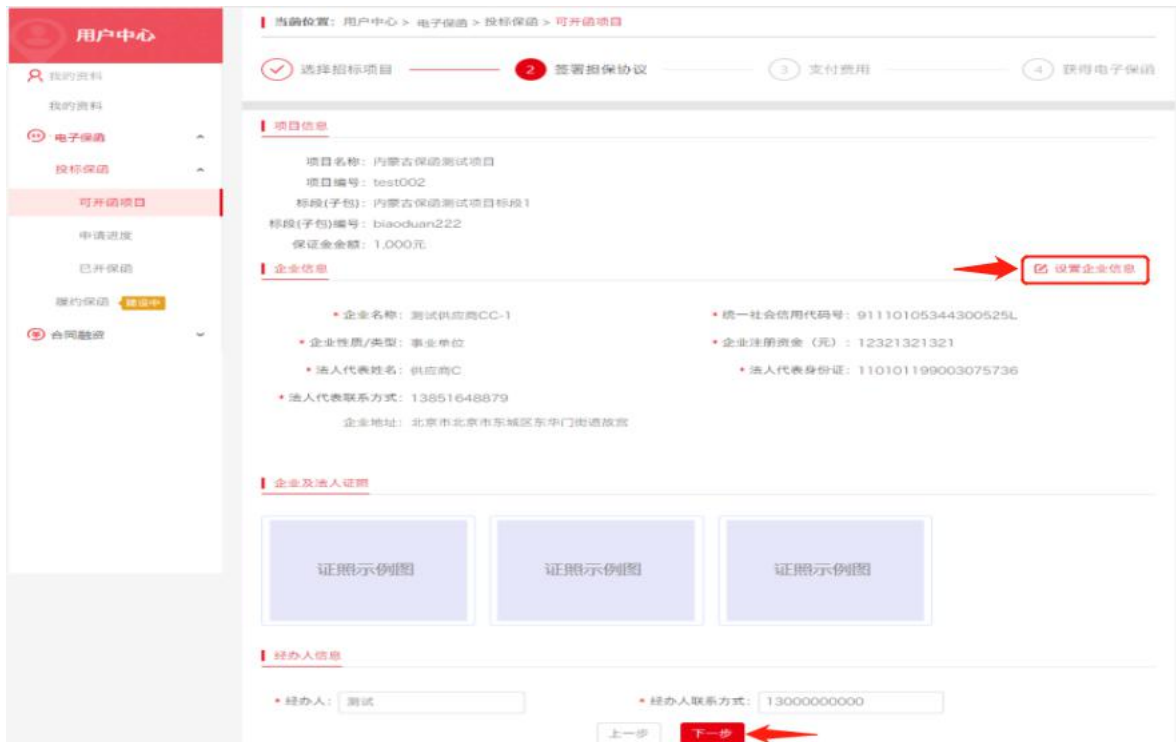 用户中心
我的资料
我的资料
电子保函
投标保函
可开函项目
申请进度
已开保函
履约保函 建设中
合同融资
当前位置：用户中心 > 电子保函 > 投标保函 > 可开函项目
选择招标项目 2 签署担保协议 3 支付费用 4 获得电子保函
项目信息
项目名称：内蒙古保函测试项目
项目编号：test002
标段(子包)：内蒙古保函测试项目标段1
标段(子包)编号：biaoduan222
保证金金额：1,000元
企业信息 设置企业信息
* 企业名称：测试供应商CC-1 * 统一社会信用代码号：91110105344300525L
* 企业性质/类型：事业单位 * 企业注册资金（元）：12321321321
* 法人代表姓名：供应商C * 法人代表身份证：110101199003075736
* 法人代表联系方式：13851648879
企业地址：北京市北京市东城区东华门街道故宫
企业及法人证照
证照示例图 证照示例图 证照示例图
经办人信息
* 经办人：测试 * 经办人联系方式：13000000000
上一步 下一步